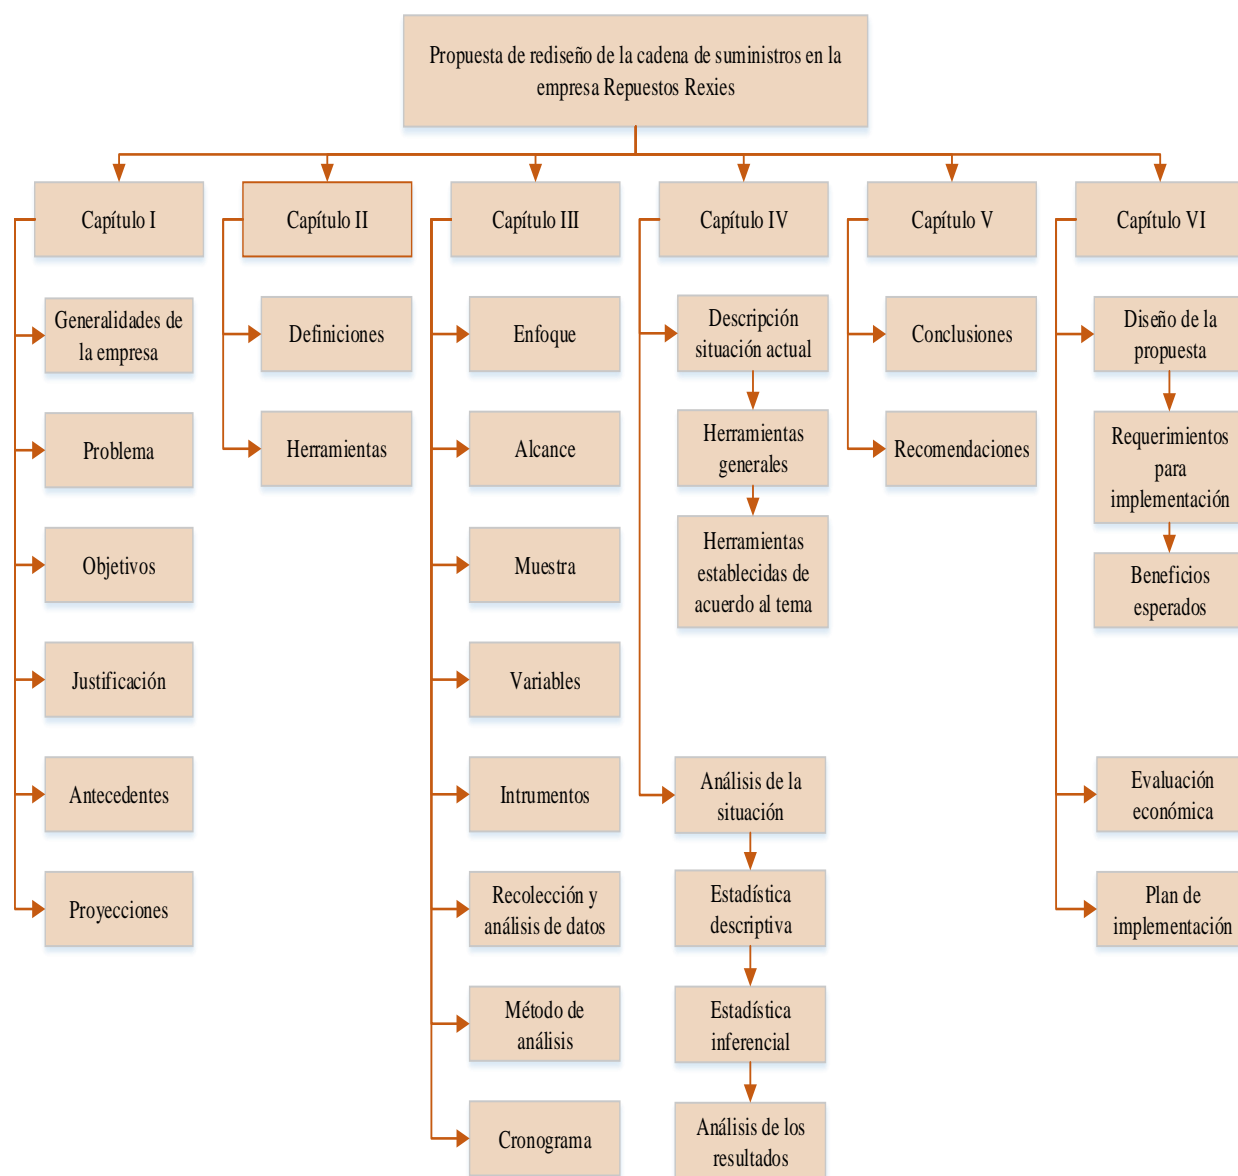 Propuesta de rediseño de la cadena de suministros en la
empresa Repuestos Rexies
Capítulo I
Generalidades de
la empresa
Problema
Objetivos
Justificación
Antecedentes
Proyecciones
Capítulo II
Definiciones
Herramientas
Capítulo III
Enfoque
Alcance
Muestra
Variables
Intrumentos
Recolección y
análisis de datos
Método de
análisis
Cronograma
Capítulo IV
Descripción
situación actual
Herramientas
generales
Herramientas
establecidas de
acuerdo al tema
Análisis de la
situación
Estadística
descriptiva
Estadística
inferencial
Análisis de los
resultados
Capítulo V
Conclusiones
Recomendaciones
Capítulo VI
Diseño de la
propuesta
Requerimientos
para
implementación
Beneficios
esperados
Evaluación
económica
Plan de
implementación